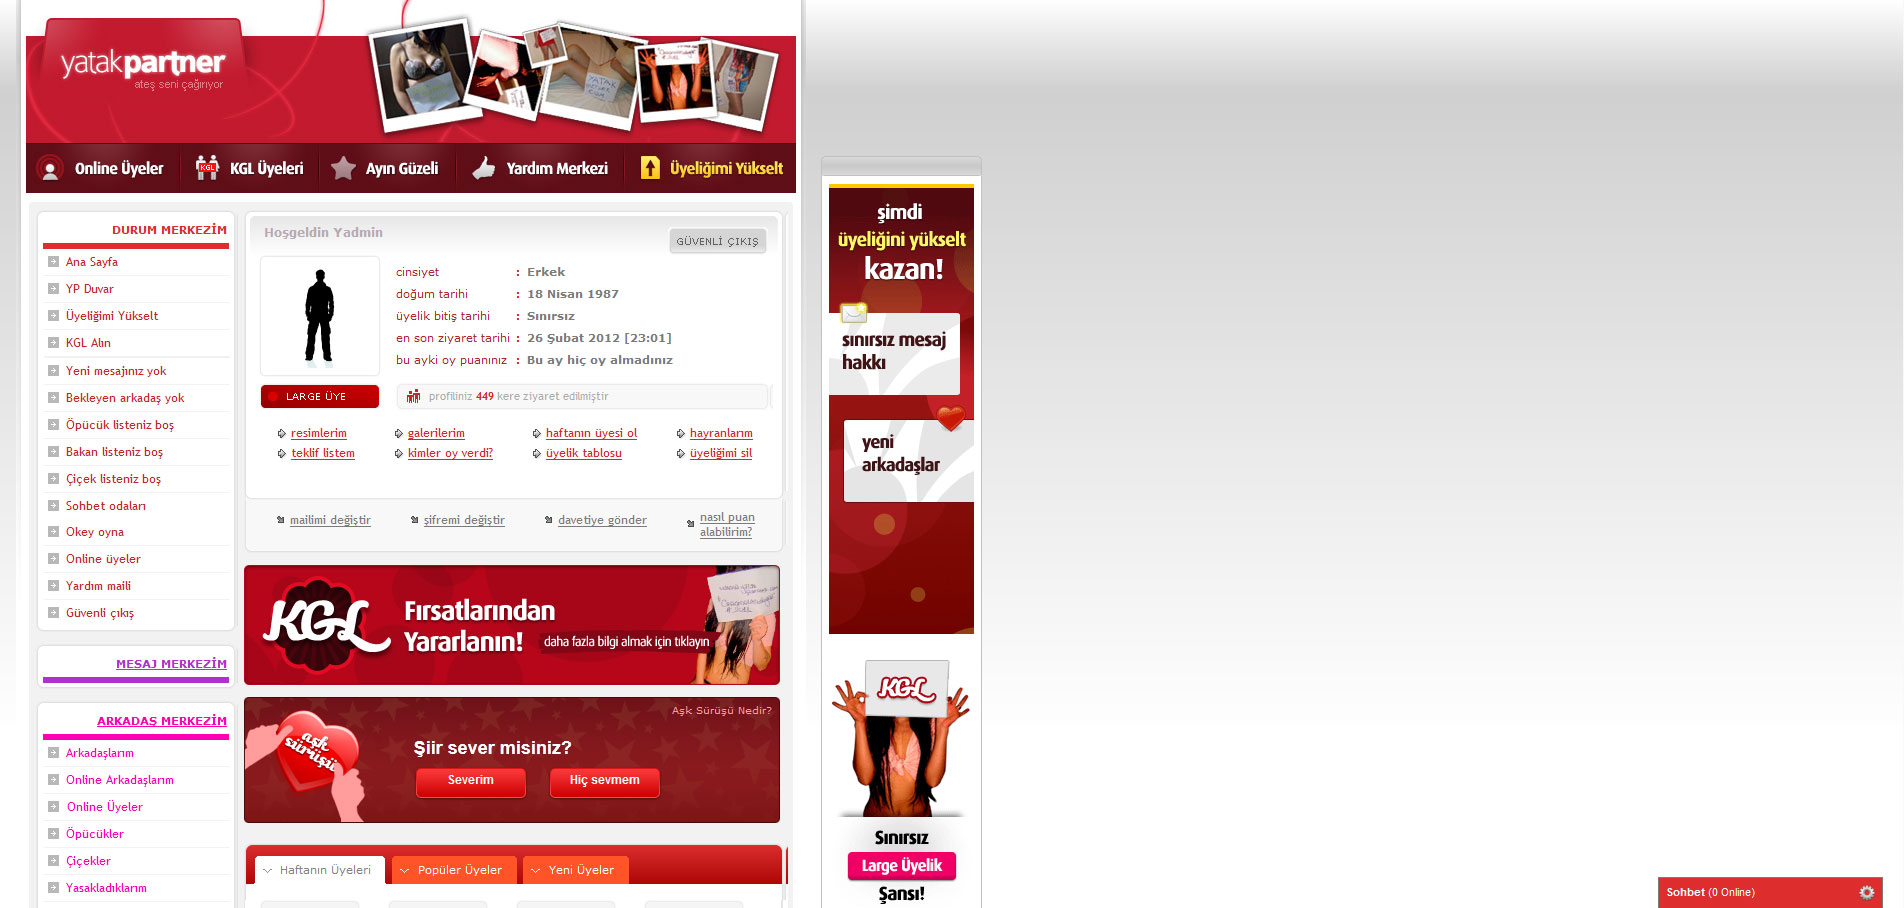 yatakpartner
ateş seni çağırıyor
Online Üyeler
KGL
KGL Üyeleri
Ayın Güzeli
Yardım Merkezi
Üyeliğimi Yükselt
DURUM MERKEZİM
Ana Sayfa
YP Duvar
Üyeliğimi Yükselt
KGL Alın
Yeni mesajınız yok
Bekleyen arkadaş yok
Öpücük listeniz boş
Bakan listeniz boş
Çiçek listeniz boş
Sohbet odaları
Okey oyna
Online üyeler
Yardım maili
Güvenli çıkış
MESAJ MERKEZİM
ARKADAS MERKEZİM
Arkadaşlarım
Online Arkadaşlarım
Online Üyeler
Öpücükler
Çiçekler
Yasakladıklarım
Hoşgeldin Yadmin
GÜVENLİ ÇIKIŞ
cinsiyet : Erkek
doğum tarihi : 18 Nisan 1987
üyelik bitiş tarihi : Sınırsız
en son ziyaret tarihi : 26 Şubat 2012 [23:01]
bu ayki oy puanınız : Bu ay hiç oy almadınız
LARGE ÜYE
profiliniz 449 kere ziyaret edilmiştir
resimlerim galerilerim haftanın üyesi ol hayranlarım
teklif listem kimler oy verdi? üyelik tablosu üyeliğimi sil
mailimi değiştir şifremi değiştir davetiye gönder nasıl puan
alabilirim?
KGL
Fırsatlarından
Yararlanın!
daha fazla bilgi almak için tıklayın
Aşk Sürüşü Nedir?
aşk
sürüşü
Şiir sever misiniz?
Severim
Hiç sevmem
Haftanın Üyeleri
Popüler Üyeler
Yeni Üyeler
şimdi
üyeliğini yükselt
kazan!
sınırsız mesaj
hakkı
yeni
arkadaşlar
KGL
Sınırsız
Large Üyelik
Şansı!
Sohbet (0 Online)